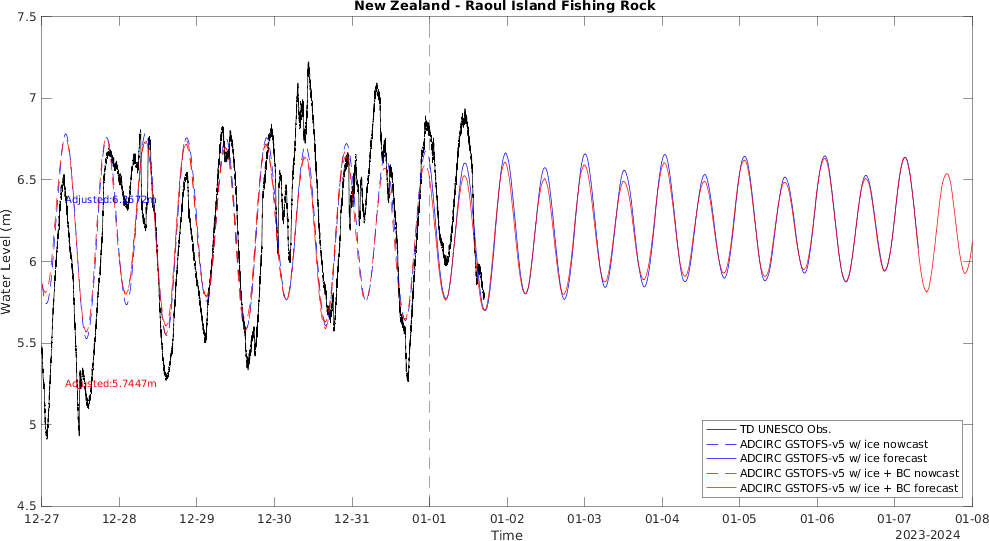 New Zealand - Raoul Island Fishing Rock
7.5
7
6.5
6
5.5
5
4.5
Water Level (m)
Adjusted:6.2572m
Adjusted:5.7447m
TD UNESCO Obs.
ADCIRC GSTOFS-v5 w/ ice nowcast
ADCIRC GSTOFS-v5 w/ ice forecast
ADCIRC GSTOFS-v5 w/ ice + BC nowcast
ADCIRC GSTOFS-v5 w/ ice + BC forecast
12-27 12-28 12-29 12-30 12-31 01-01 01-02 01-03 01-04 01-05 01-06 01-07 01-08
Time
2023-2024